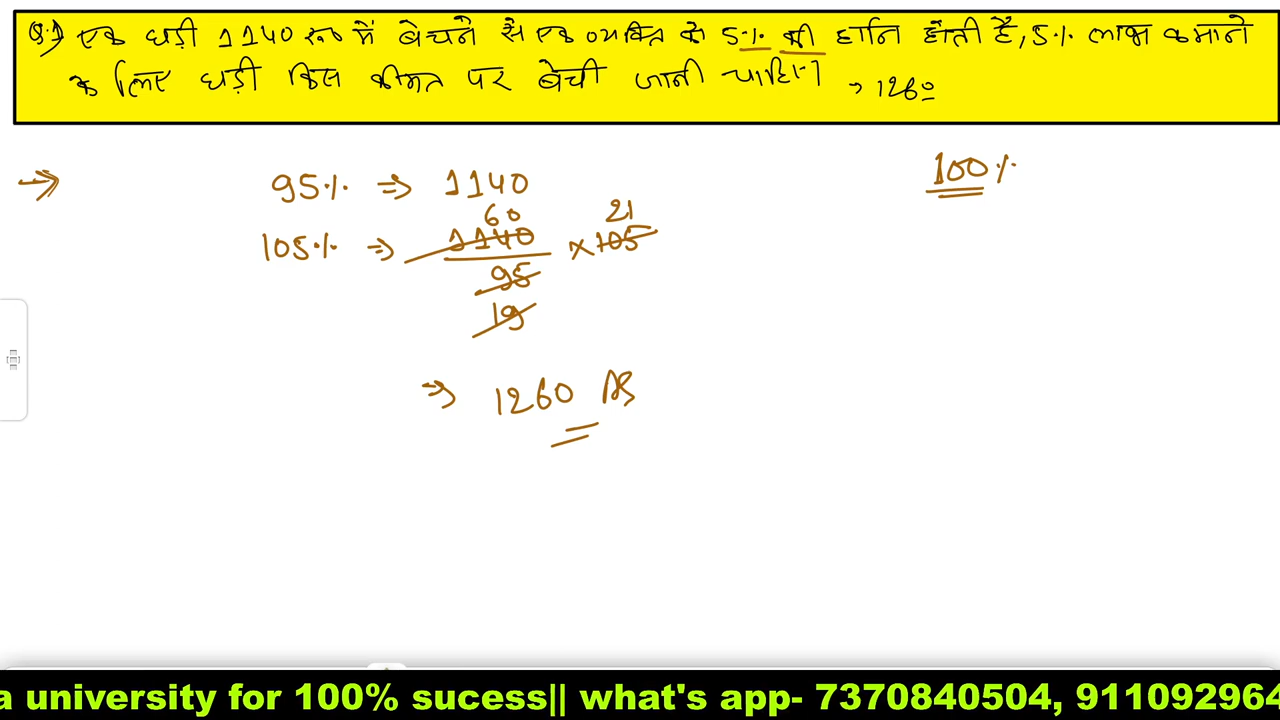 Q.1) एक घड़ी 1140 रू० में बेचने से एक व्यक्ति को 5% की हानि होती है, 5% लाभ कमाने
के लिए घड़ी किस कीमत पर बेची जानी चाहिए → 1260
95% ⇒ 1140
100%
60 21
105% ⇒ 1140 × 105
95
19
⇒ 1260
a university for 100% sucess|| what's app- 7370840504, 911092964